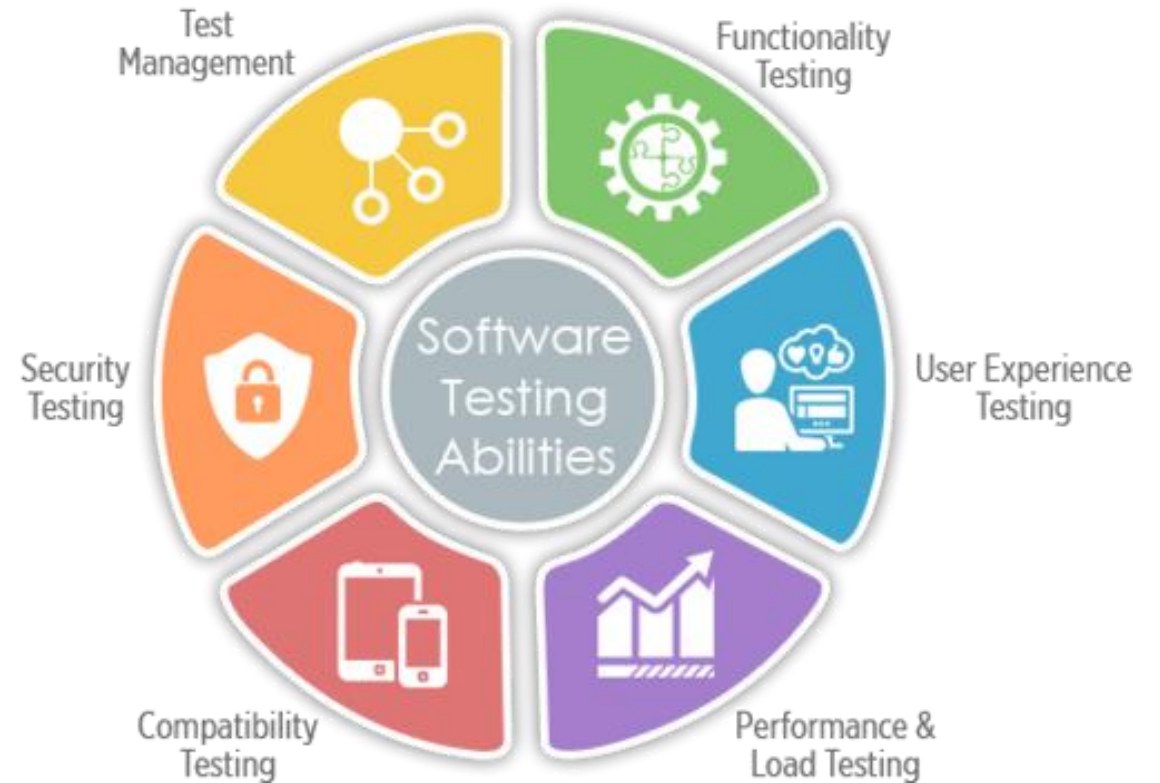 Test
Management
Functionality
Testing
Security
Testing
Software
Testing
Abilities
User Experience
Testing
Compatibility
Testing
Performance &
Load Testing